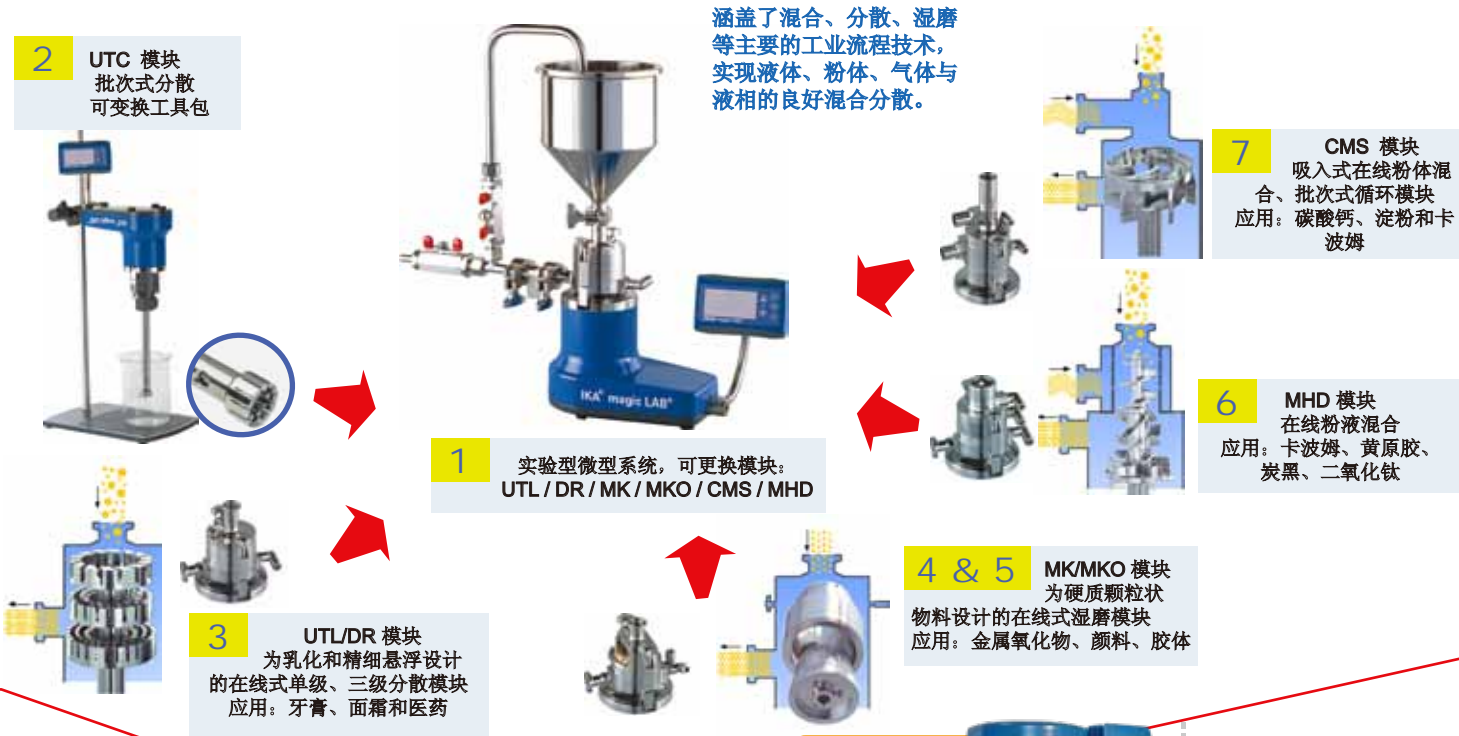 涵盖了混合、分散、湿磨
等主要的工业流程技术，
实现液体、粉体、气体与
液相的良好混合分散。
2 UTC 模块
批次式分散
可变换工具包
IKA® magic LAB®
1 实验型微型系统，可更换模块：
UTL / DR / MK / MKO / CMS / MHD
7 CMS 模块
吸入式在线粉体混
合、批次式循环模块
应用：碳酸钙、淀粉和卡
波姆
6 MHD 模块
在线粉液混合
应用：卡波姆、黄原胶、
炭黑、二氧化钛
4 & 5 MK/MKO 模块
为硬质颗粒状
物料设计的在线式湿磨模块
应用：金属氧化物、颜料、胶体
3 UTL/DR 模块
为乳化和精细悬浮设计
的在线式单级、三级分散模块
应用：牙膏、面霜和医药